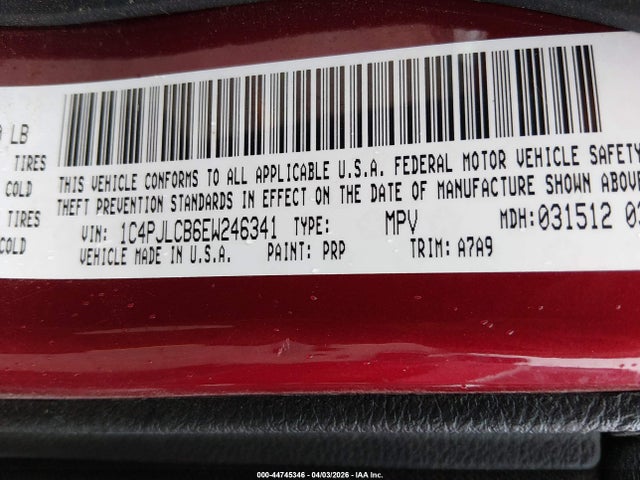 LB
TIRES
COLD
TIRES
COLD
THIS VEHICLE CONFORMS TO ALL APPLICABLE U.S.A. FEDERAL MOTOR VEHICLE SAFETY
THEFT PREVENTION STANDARDS IN EFFECT ON THE DATE OF MANUFACTURE SHOWN ABOVE
VIN: 1C4PJLCB6EW246341 TYPE: MPV MDH:031512 03
VEHICLE MADE IN U.S.A. PAINT: PRP TRIM: A7A9
000-44745346 - 04/03/2026 - IAA Inc.